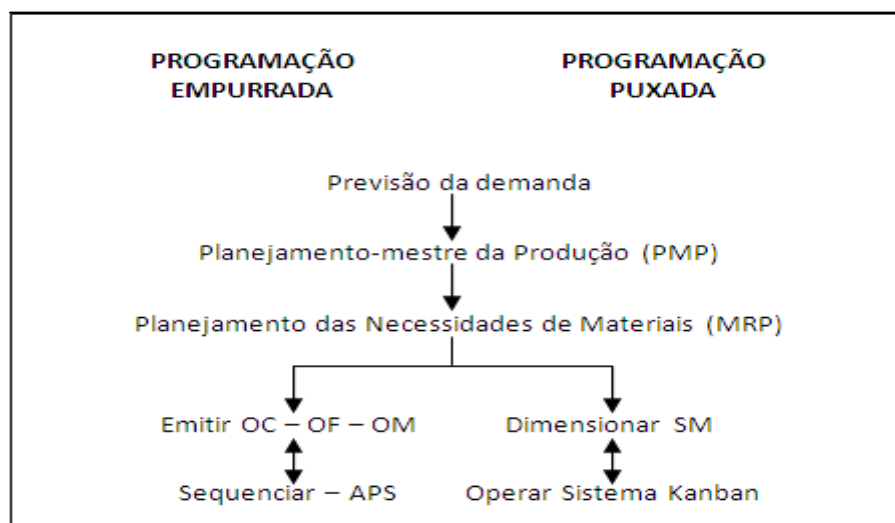 PROGRAMAÇÃO EMPURRADA
PROGRAMAÇÃO PUXADA
Previsão da demanda
Planejamento-mestre da Produção (PMP)
Planejamento das Necessidades de Materiais (MRP)
Emitir OC – OF – OM
Dimensionar SM
Sequenciar – APS
Operar Sistema Kanban